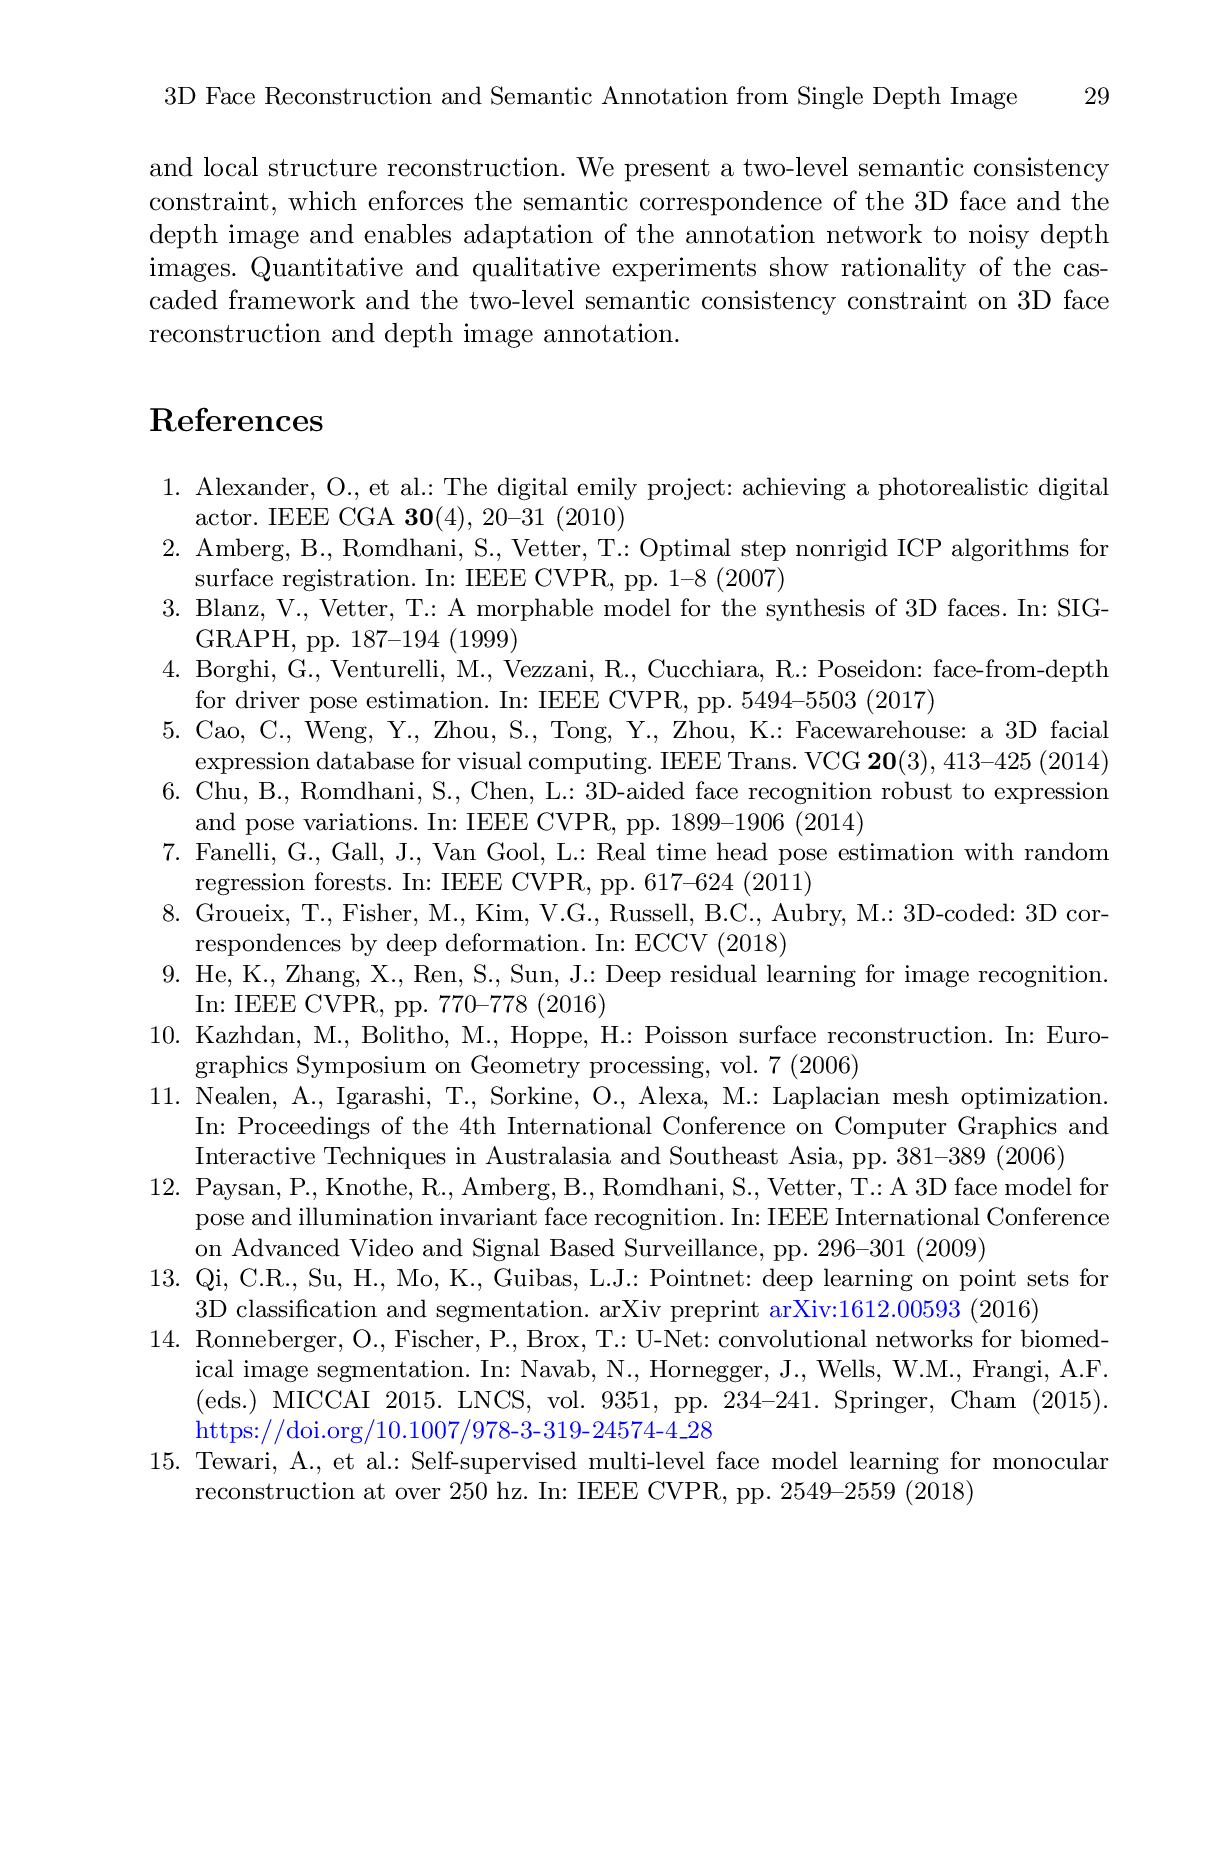 3D Face Reconstruction and Semantic Annotation from Single Depth Image 29
and local structure reconstruction. We present a two-level semantic consistency
constraint, which enforces the semantic correspondence of the 3D face and the
depth image and enables adaptation of the annotation network to noisy depth
images. Quantitative and qualitative experiments show rationality of the cas-
caded framework and the two-level semantic consistency constraint on 3D face
reconstruction and depth image annotation.
References
1. Alexander, O., et al.: The digital emily project: achieving a photorealistic digital
actor. IEEE CGA 30(4), 20–31 (2010)
2. Amberg, B., Romdhani, S., Vetter, T.: Optimal step nonrigid ICP algorithms for
surface registration. In: IEEE CVPR, pp. 1–8 (2007)
3. Blanz, V., Vetter, T.: A morphable model for the synthesis of 3D faces. In: SIG-
GRAPH, pp. 187–194 (1999)
4. Borghi, G., Venturelli, M., Vezzani, R., Cucchiara, R.: Poseidon: face-from-depth
for driver pose estimation. In: IEEE CVPR, pp. 5494–5503 (2017)
5. Cao, C., Weng, Y., Zhou, S., Tong, Y., Zhou, K.: Facewarehouse: a 3D facial
expression database for visual computing. IEEE Trans. VCG 20(3), 413–425 (2014)
6. Chu, B., Romdhani, S., Chen, L.: 3D-aided face recognition robust to expression
and pose variations. In: IEEE CVPR, pp. 1899–1906 (2014)
7. Fanelli, G., Gall, J., Van Gool, L.: Real time head pose estimation with random
regression forests. In: IEEE CVPR, pp. 617–624 (2011)
8. Groueix, T., Fisher, M., Kim, V.G., Russell, B.C., Aubry, M.: 3D-coded: 3D cor-
respondences by deep deformation. In: ECCV (2018)
9. He, K., Zhang, X., Ren, S., Sun, J.: Deep residual learning for image recognition.
In: IEEE CVPR, pp. 770–778 (2016)
10. Kazhdan, M., Bolitho, M., Hoppe, H.: Poisson surface reconstruction. In: Euro-
graphics Symposium on Geometry processing, vol. 7 (2006)
11. Nealen, A., Igarashi, T., Sorkine, O., Alexa, M.: Laplacian mesh optimization.
In: Proceedings of the 4th International Conference on Computer Graphics and
Interactive Techniques in Australasia and Southeast Asia, pp. 381–389 (2006)
12. Paysan, P., Knothe, R., Amberg, B., Romdhani, S., Vetter, T.: A 3D face model for
pose and illumination invariant face recognition. In: IEEE International Conference
on Advanced Video and Signal Based Surveillance, pp. 296–301 (2009)
13. Qi, C.R., Su, H., Mo, K., Guibas, L.J.: Pointnet: deep learning on point sets for
3D classification and segmentation. arXiv preprint arXiv:1612.00593 (2016)
14. Ronneberger, O., Fischer, P., Brox, T.: U-Net: convolutional networks for biomed-
ical image segmentation. In: Navab, N., Hornegger, J., Wells, W.M., Frangi, A.F.
(eds.) MICCAI 2015. LNCS, vol. 9351, pp. 234–241. Springer, Cham (2015).
https://doi.org/10.1007/978-3-319-24574-4_28
15. Tewari, A., et al.: Self-supervised multi-level face model learning for monocular
reconstruction at over 250 hz. In: IEEE CVPR, pp. 2549–2559 (2018)